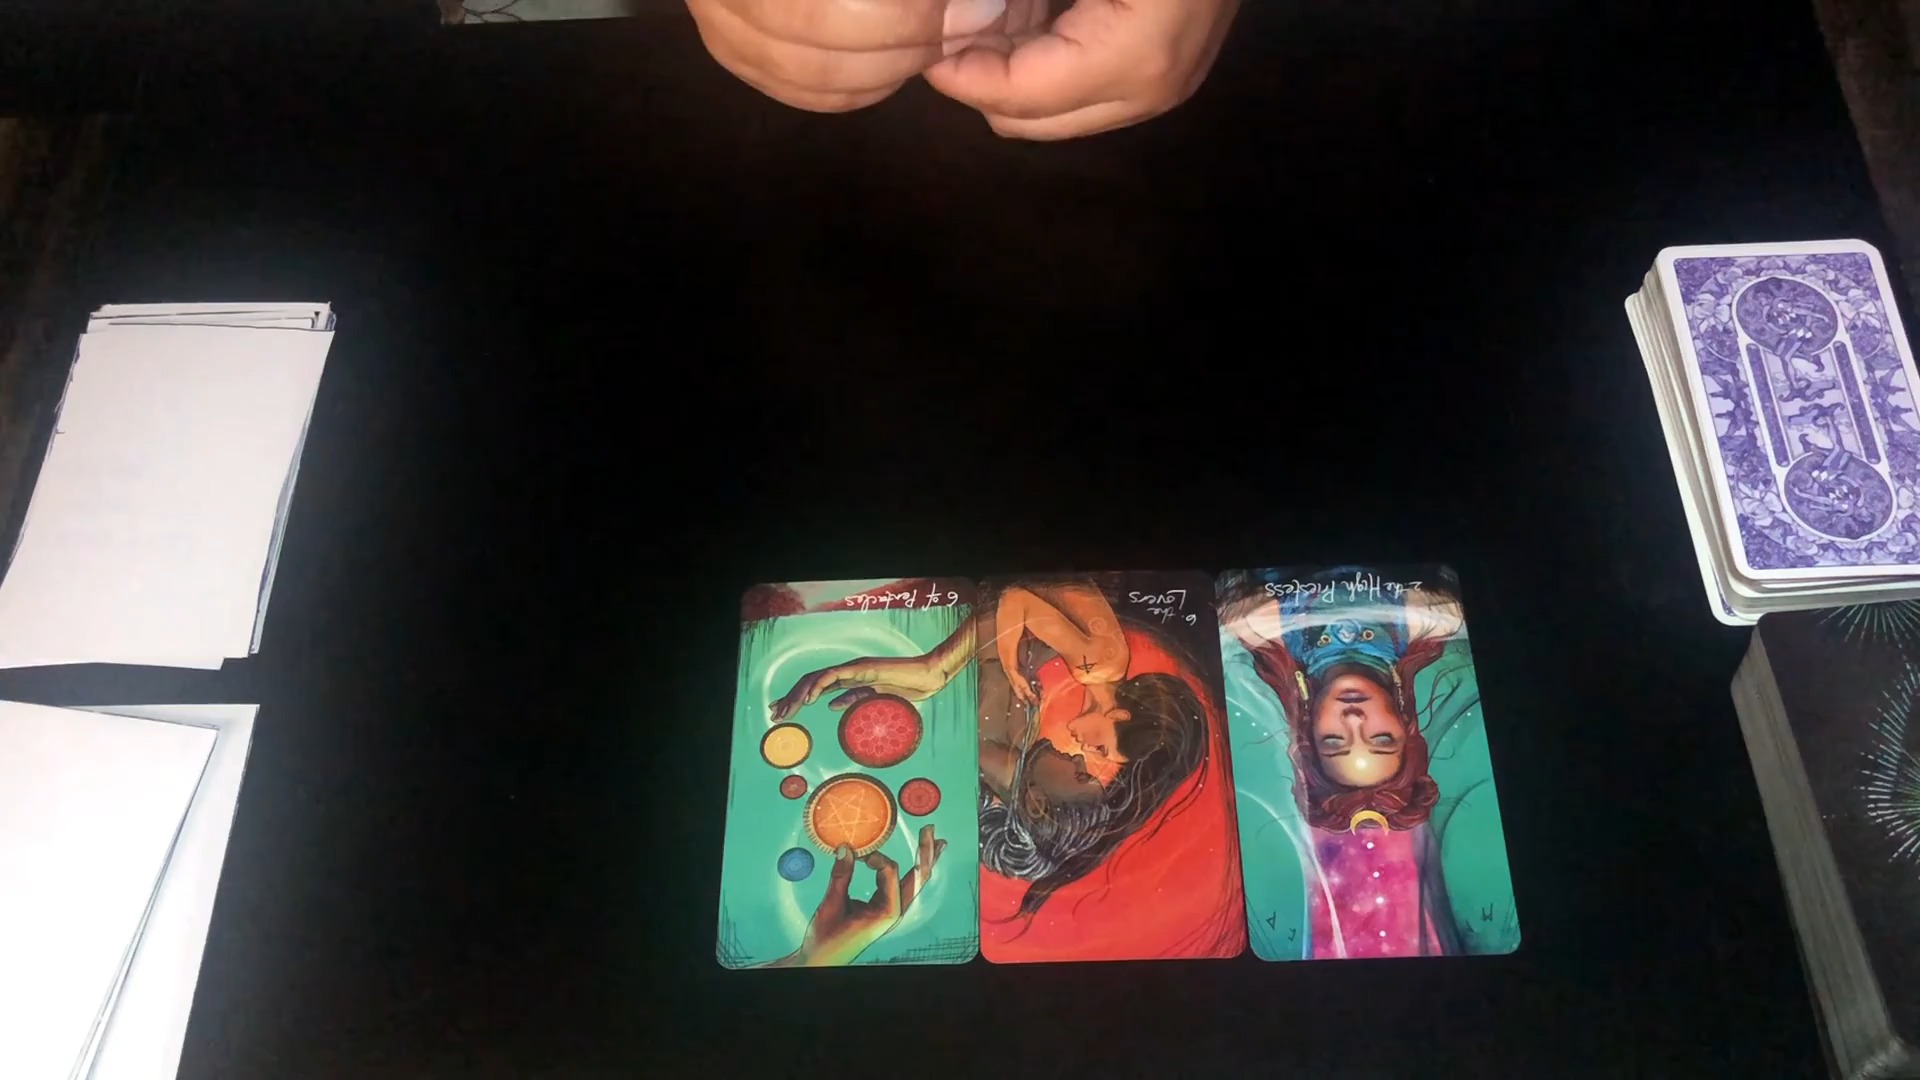 6 of Pentacles
6. the
Lovers
2. the High Priestess